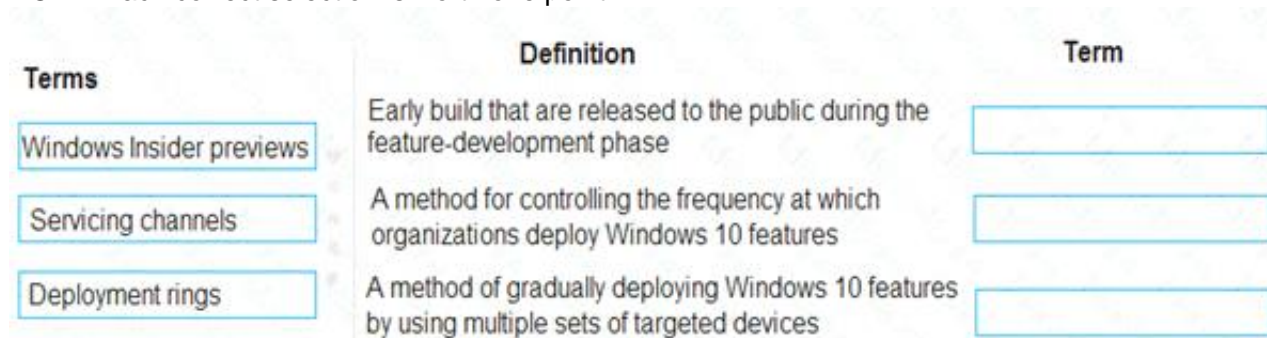 Definition
Term
Terms
Windows Insider previews
Servicing channels
Deployment rings
Early build that are released to the public during the
feature-development phase
A method for controlling the frequency at which
organizations deploy Windows 10 features
A method of gradually deploying Windows 10 features
by using multiple sets of targeted devices